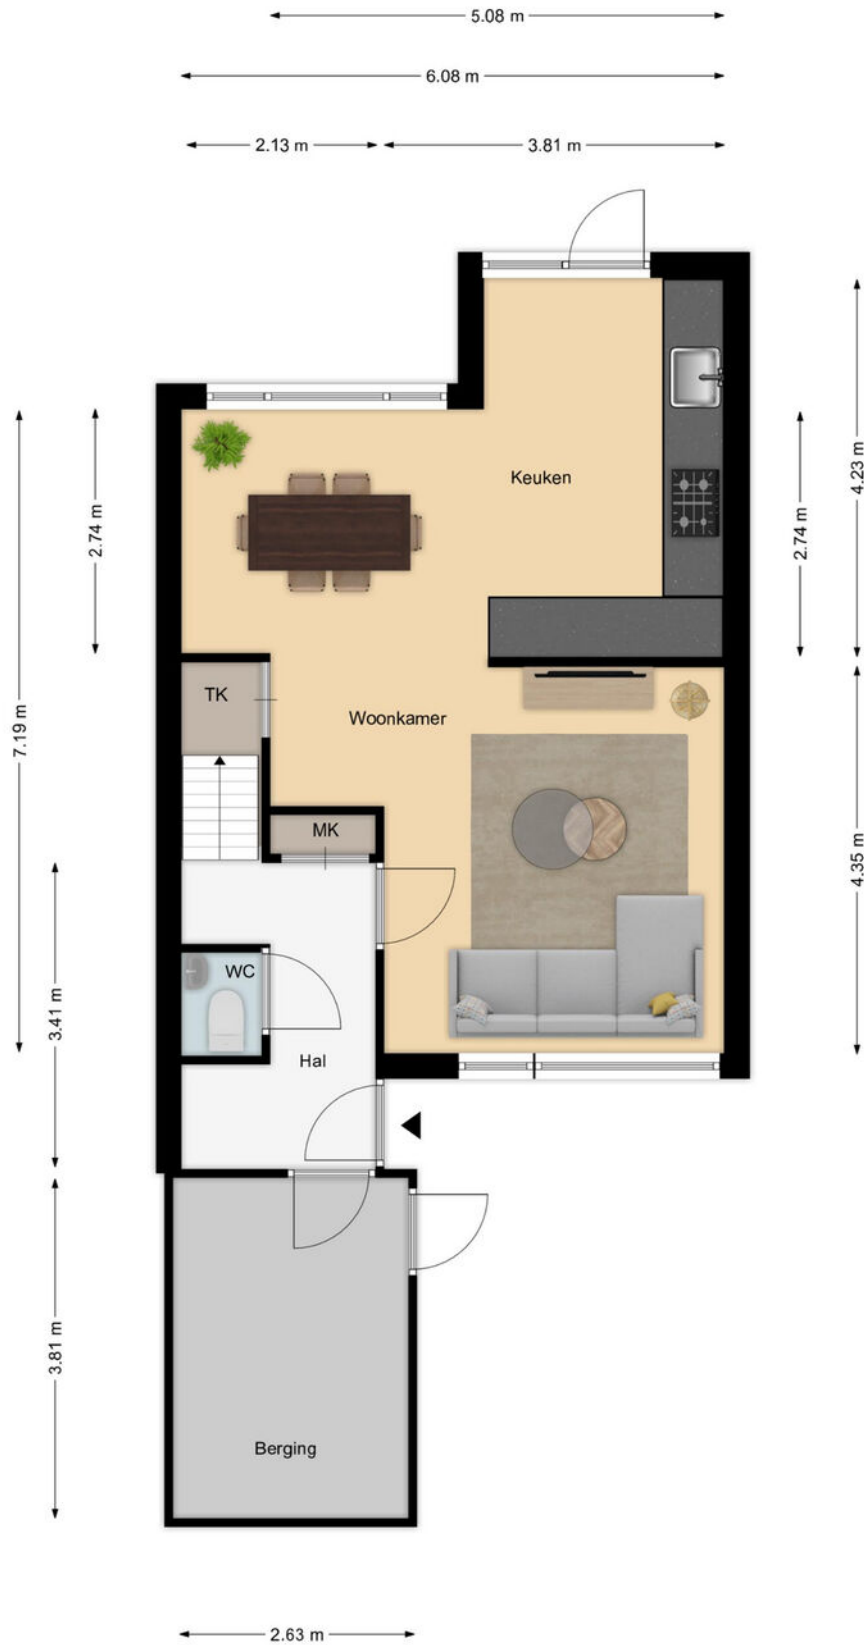 5.08 m
6.08 m
2.13 m
3.81 m
Keuken
4.23 m
2.74 m
2.74 m
TK
Woonkamer
7.19 m
MK
4.35 m
WC
3.41 m
Hal
3.81 m
Berging
2.63 m